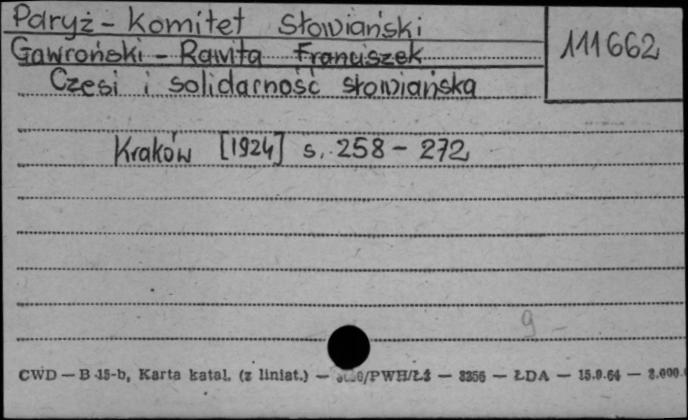 Paryż - Komitet Słowiański
111662
Gawroński - Rawita Franciszek
Czesi i solidarność słowiańska
Kraków [1924] s. 258 - 272
9 -
CWD — B 15-b, Karta katal. (z liniat.) — /PWH/Ł3 — 3356 — ŁDA — 15.9.64 — 2.000.